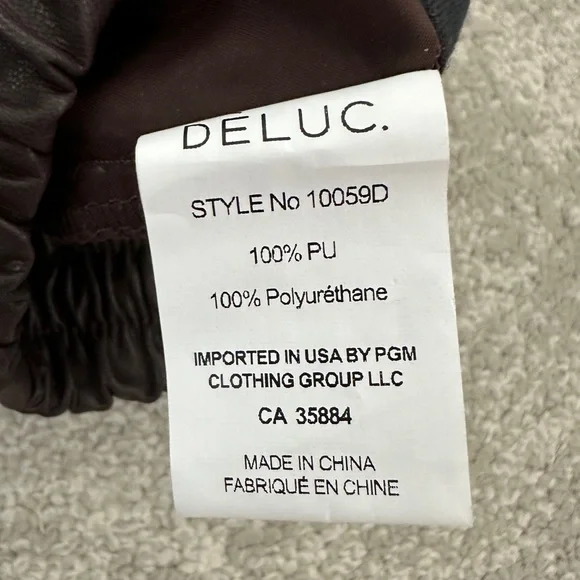 DÉLUC.
STYLE No 10059D
100% PU
100% Polyuréthane
IMPORTED IN USA BY PGM
CLOTHING GROUP LLC
CA 35884
MADE IN CHINA
FABRIQUÉ EN CHINE